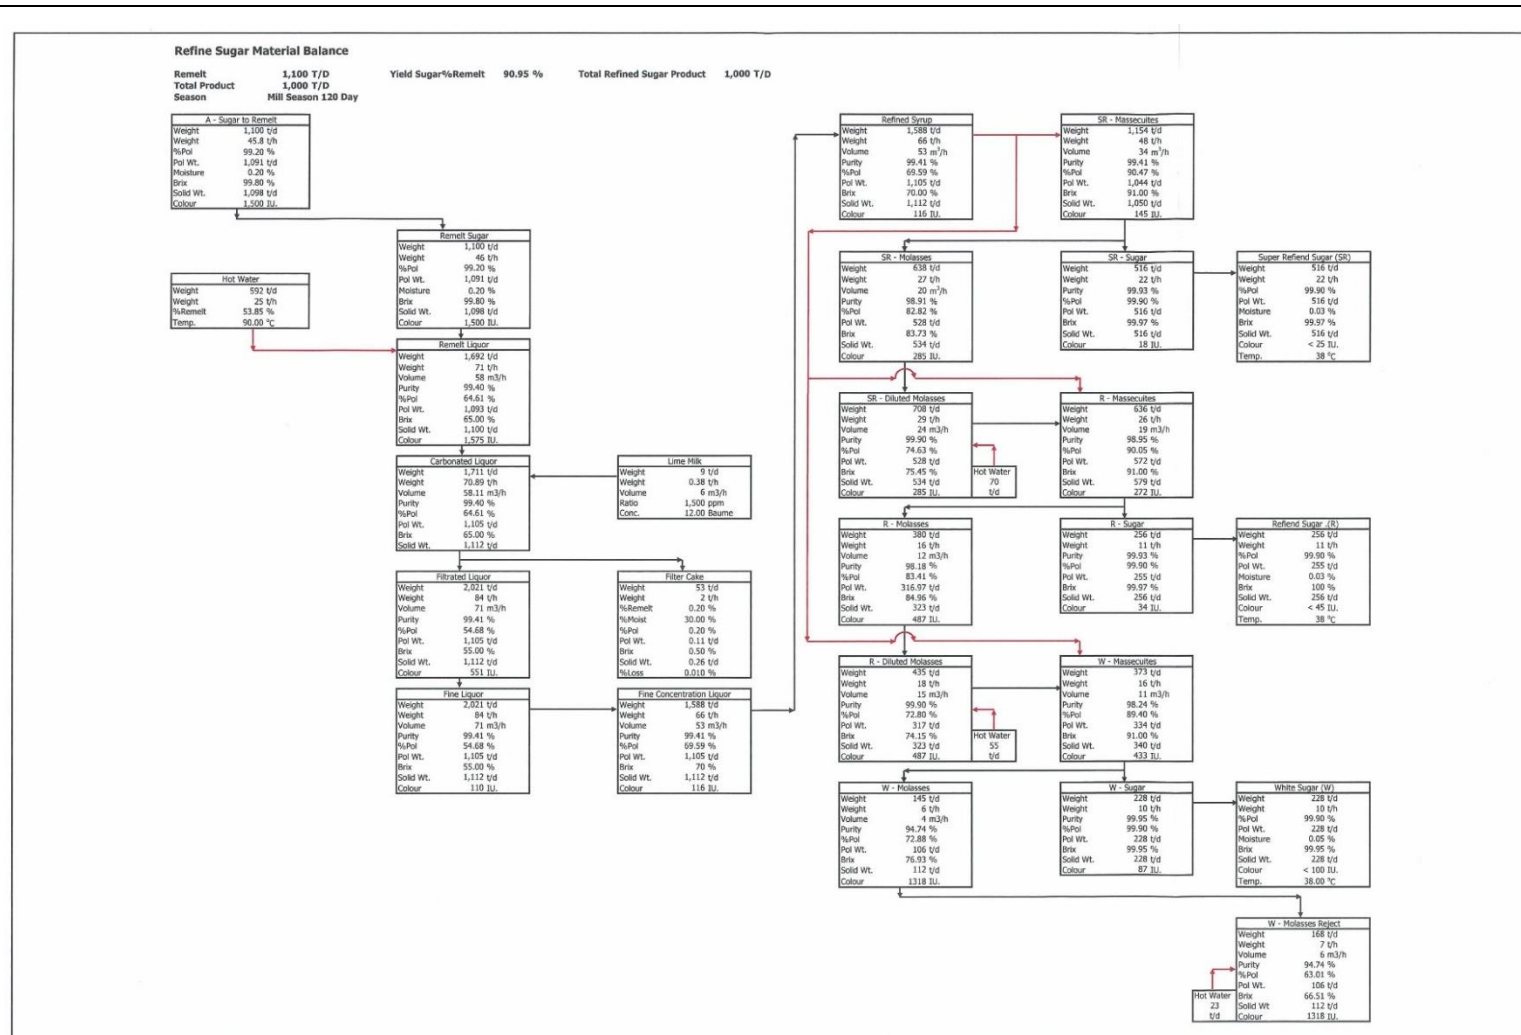 Refine Sugar Material Balance
Remelt 1,100 T/D Yield Sugar%Remelt 90.95 % Total Refined Sugar Product 1,000 T/D
Total Product 1,000 T/D
Season Mill Season 120 Day
A - Sugar to Remelt
Weight 1,100 t/d
Weight 45.8 t/h
%Pol 99.20 %
Pol Wt. 1,091 t/d
Moisture 0.20 %
Brix 99.80 %
Solid Wt. 1,098 t/d
Colour 1,500 IU.
Remelt Sugar
Weight 1,100 t/d
Weight 46 t/h
%Pol 99.20 %
Pol Wt. 1,091 t/d
Moisture 0.20 %
Brix 99.80 %
Solid Wt. 1,098 t/d
Colour 1,500 IU.
Hot Water
Weight 592 t/d
Weight 25 t/h
%Remelt 53.85 %
Temp. 90.00 °C
Remelt Liquor
Weight 1,692 t/d
Weight 71 t/h
Volume 58 m3/h
Purity 99.40 %
%Pol 64.61 %
Pol Wt. 1,093 t/d
Brix 65.00 %
Solid Wt. 1,100 t/d
Colour 1,575 IU.
Carbonated Liquor
Weight 1,711 t/d
Weight 70.89 t/h
Volume 58.11 m3/h
Purity 99.40 %
%Pol 64.61 %
Pol Wt. 1,105 t/d
Brix 65.00 %
Solid Wt. 1,112 t/d
Lime Milk
Weight 9 t/d
Weight 0.38 t/h
Volume 6 m3/h
Ratio 1,500 ppm
Conc. 12.00 Baume
Filtrated Liquor
Weight 2,021 t/d
Weight 84 t/h
Volume 71 m3/h
Purity 99.41 %
%Pol 54.68 %
Pol Wt. 1,105 t/d
Brix 55.00 %
Solid Wt. 1,112 t/d
Colour 551 IU.
Filter Cake
Weight 53 t/d
Weight 2 t/h
%Remelt 0.20 %
%Moist 30.00 %
%Pol 0.20 %
Pol Wt. 0.11 t/d
Brix 0.50 %
Solid Wt. 0.26 t/d
%Loss 0.010 %
Fine Liquor
Weight 2,021 t/d
Weight 84 t/h
Volume 71 m3/h
Purity 99.41 %
%Pol 54.68 %
Pol Wt. 1,105 t/d
Brix 55.00 %
Solid Wt. 1,112 t/d
Colour 110 IU.
Fine Concentration Liquor
Weight 1,588 t/d
Weight 66 t/h
Volume 53 m3/h
Purity 99.41 %
%Pol 69.59 %
Pol Wt. 1,105 t/d
Brix 70 %
Solid Wt. 1,112 t/d
Colour 116 IU.
Refined Syrup
Weight 1,588 t/d
Weight 66 t/h
Volume 53 m³/h
Purity 99.41 %
%Pol 69.59 %
Pol Wt. 1,105 t/d
Brix 70.00 %
Solid Wt. 1,112 t/d
Colour 116 IU.
SR - Massecuites
Weight 1,154 t/d
Weight 48 t/h
Volume 34 m³/h
Purity 99.41 %
%Pol 90.47 %
Pol Wt. 1,044 t/d
Brix 91.00 %
Solid Wt. 1,050 t/d
Colour 145 IU.
SR - Molasses
Weight 638 t/d
Weight 27 t/h
Volume 20 m³/h
Purity 98.91 %
%Pol 82.82 %
Pol Wt. 528 t/d
Brix 83.73 %
Solid Wt. 534 t/d
Colour 285 IU.
SR - Sugar
Weight 516 t/d
Weight 22 t/h
Purity 99.93 %
%Pol 99.90 %
Pol Wt. 516 t/d
Brix 99.97 %
Solid Wt. 516 t/d
Colour 18 IU.
Super Refiend Sugar (SR)
Weight 516 t/d
Weight 22 t/h
%Pol 99.90 %
Pol Wt. 516 t/d
Moisture 0.03 %
Brix 99.97 %
Solid Wt. 516 t/d
Colour < 25 IU.
Temp. 38 °C
SR - Diluted Molasses
Weight 708 t/d
Weight 29 t/h
Volume 24 m3/h
Purity 99.90 %
%Pol 74.63 %
Pol Wt. 528 t/d
Brix 75.45 %
Solid Wt. 534 t/d
Colour 285 IU.
Hot Water
70
t/d
R - Massecuites
Weight 636 t/d
Weight 26 t/h
Volume 19 m3/h
Purity 98.95 %
%Pol 90.05 %
Pol Wt. 572 t/d
Brix 91.00 %
Solid Wt. 579 t/d
Colour 272 IU.
R - Molasses
Weight 380 t/d
Weight 16 t/h
Volume 12 m3/h
Purity 98.18 %
%Pol 83.41 %
Pol Wt. 316.97 t/d
Brix 84.96 %
Solid Wt. 323 t/d
Colour 487 IU.
R - Sugar
Weight 256 t/d
Weight 11 t/h
Purity 99.93 %
%Pol 99.90 %
Pol Wt. 255 t/d
Brix 99.97 %
Solid Wt. 256 t/d
Colour 34 IU.
Refiend Sugar .(R)
Weight 256 t/d
Weight 11 t/h
%Pol 99.90 %
Pol Wt. 255 t/d
Moisture 0.03 %
Brix 100 %
Solid Wt. 256 t/d
Colour < 45 IU.
Temp. 38 °C
R - Diluted Molasses
Weight 435 t/d
Weight 18 t/h
Volume 15 m3/h
Purity 99.90 %
%Pol 72.80 %
Pol Wt. 317 t/d
Brix 74.15 %
Solid Wt. 323 t/d
Colour 487 IU.
Hot Water
55
t/d
W - Massecuites
Weight 373 t/d
Weight 16 t/h
Volume 11 m3/h
Purity 98.24 %
%Pol 89.40 %
Pol Wt. 334 t/d
Brix 91.00 %
Solid Wt. 340 t/d
Colour 433 IU.
W - Molasses
Weight 145 t/d
Weight 6 t/h
Volume 4 m3/h
Purity 94.74 %
%Pol 72.88 %
Pol Wt. 106 t/d
Brix 76.93 %
Solid Wt. 112 t/d
Colour 1318 IU.
W - Sugar
Weight 228 t/d
Weight 10 t/h
Purity 99.95 %
%Pol 99.90 %
Pol Wt. 228 t/d
Brix 99.95 %
Solid Wt. 228 t/d
Colour 87 IU.
White Sugar (W)
Weight 228 t/d
Weight 10 t/h
%Pol 99.90 %
Pol Wt. 228 t/d
Moisture 0.05 %
Brix 99.95 %
Solid Wt. 228 t/d
Colour < 100 IU.
Temp. 38.00 °C
W - Molasses Reject
Weight 168 t/d
Weight 7 t/h
Volume 6 m3/h
Purity 94.74 %
%Pol 63.01 %
Pol Wt. 106 t/d
Brix 66.51 %
Solid Wt 112 t/d
Colour 1318 IU.
Hot Water
23
t/d